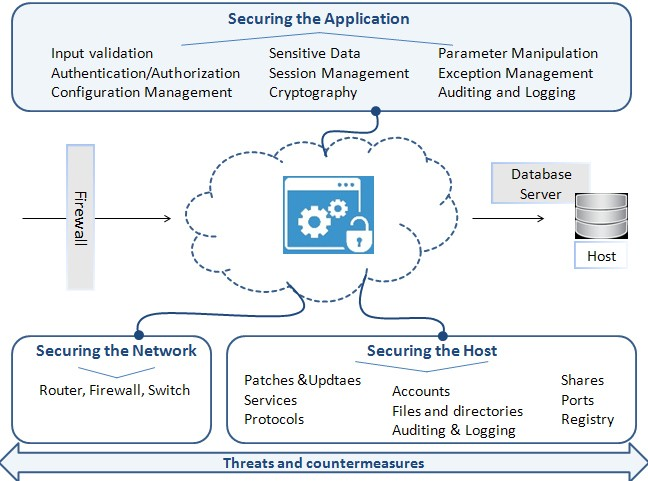 Securing the Application
Input validation
Authentication/Authorization
Configuration Management
Sensitive Data
Session Management
Cryptography
Parameter Manipulation
Exception Management
Auditing and Logging
Firewall
Database
Server
Host
Securing the Network
Router, Firewall, Switch
Securing the Host
Patches &Updtaes
Services
Protocols
Accounts
Files and directories
Auditing & Logging
Shares
Ports
Registry
Threats and countermeasures